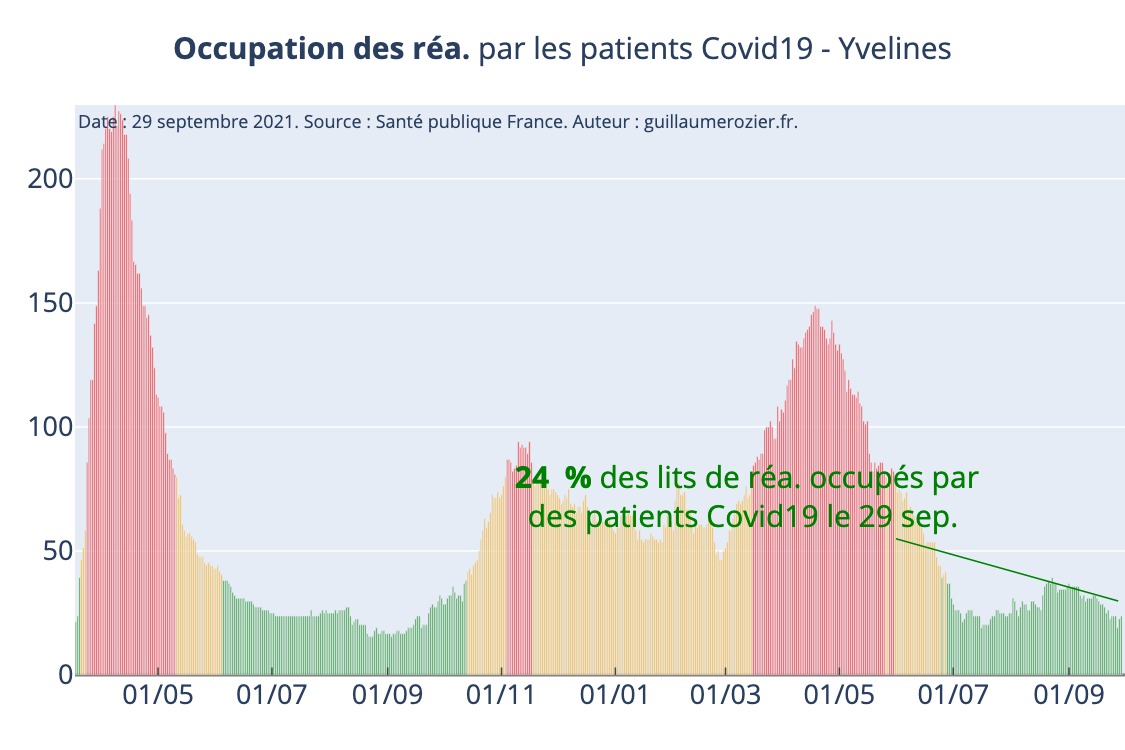 Occupation des réa. par les patients Covid19 - Yvelines
Date : 29 septembre 2021. Source : Santé publique France. Auteur : guillaumerozier.fr.
200
150
100
50
0
24 % des lits de réa. occupés par
des patients Covid19 le 29 sep.
01/05 01/07 01/09 01/11 01/01 01/03 01/05 01/07 01/09